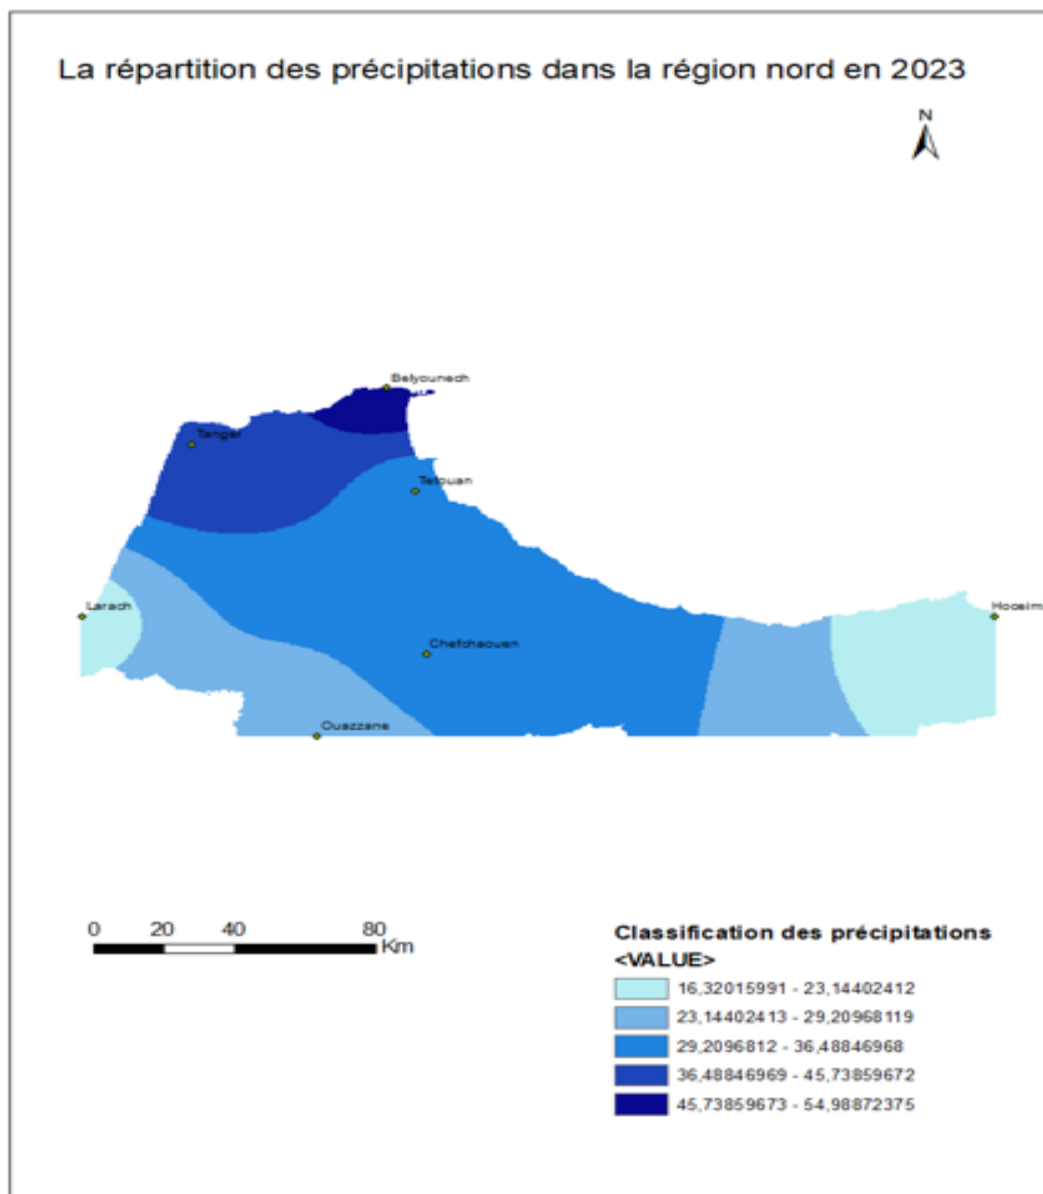 La répartition des précipitations dans la région nord en 2023
N
Belyounech
Tanger
Tetouan
Larach
Hoceim
Chefchaouen
Ouazzane
0 20 40 80
Km
Classification des précipitations
<VALUE>
16,32015991 - 23,14402412
23,14402413 - 29,20968119
29,2096812 - 36,48846968
36,48846969 - 45,73859672
45,73859673 - 54,98872375